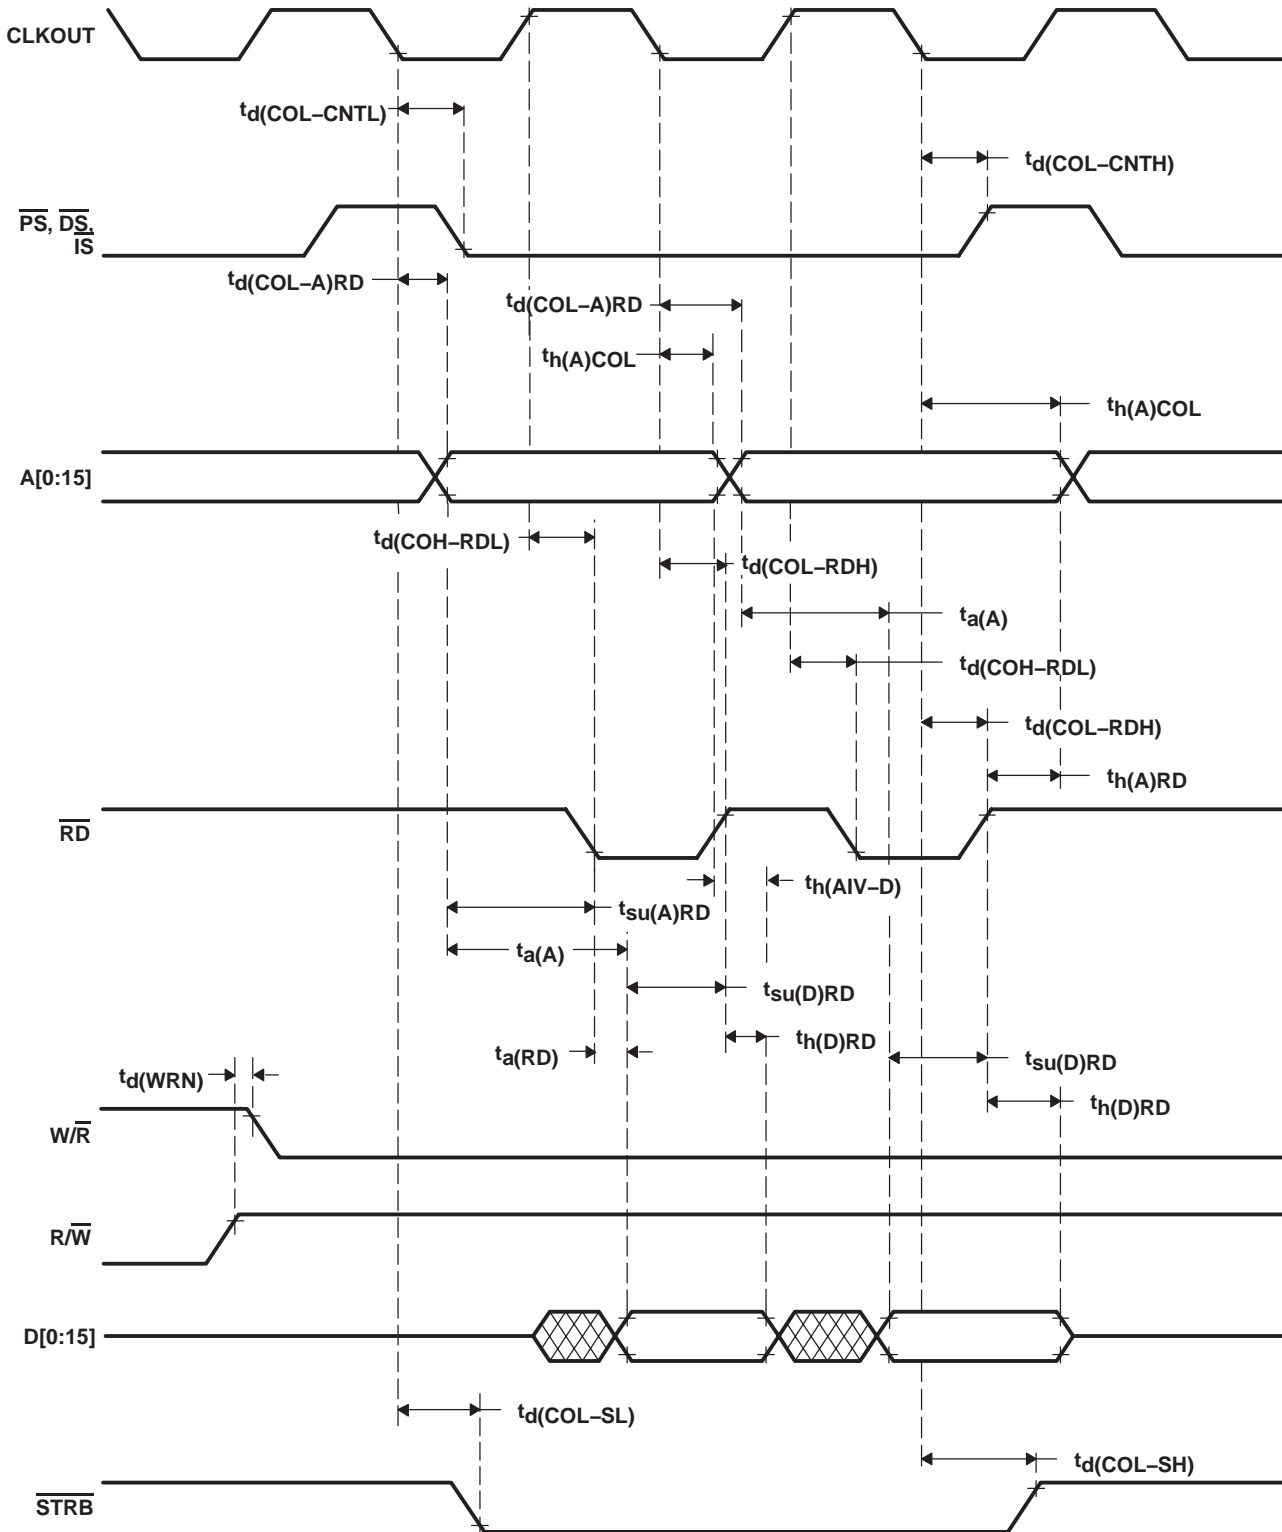 CLKOUT
td(COL–CNTL)
td(COL–CNTH)
PS, DS,
IS
td(COL–A)RD
td(COL–A)RD
th(A)COL
th(A)COL
A[0:15]
td(COH–RDL)
td(COL–RDH)
ta(A)
td(COH–RDL)
td(COL–RDH)
th(A)RD
RD
th(AIV–D)
tsu(A)RD
ta(A)
tsu(D)RD
th(D)RD
ta(RD)
tsu(D)RD
td(WRN)
th(D)RD
W/R
R/W
D[0:15]
td(COL–SL)
td(COL–SH)
STRB